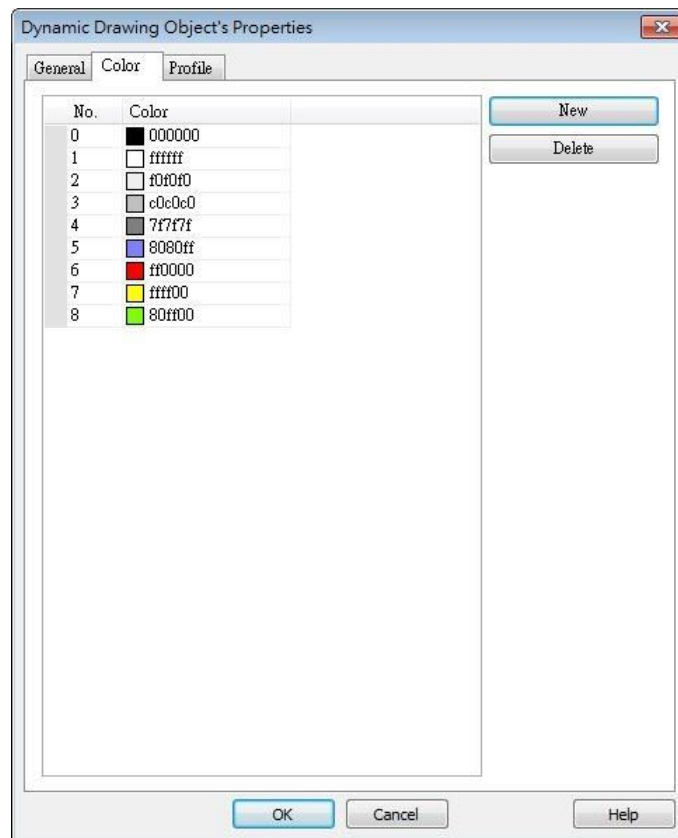 Dynamic Drawing Object's Properties
General Color Profile
No. Color
0 000000
1 ffffff
2 f0f0f0
3 c0c0c0
4 7f7f7f
5 8080ff
6 ff0000
7 ffff00
8 80ff00
New
Delete
OK Cancel Help